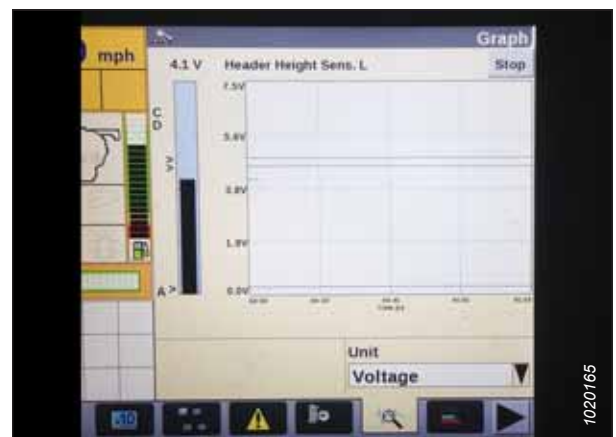 mph
Graph
4.1 V
Header Height Sens. L
Stop
7.5V
C
D
5.6V
3.8V
1.9V
A >
0.0V
Unit
Voltage
1020165